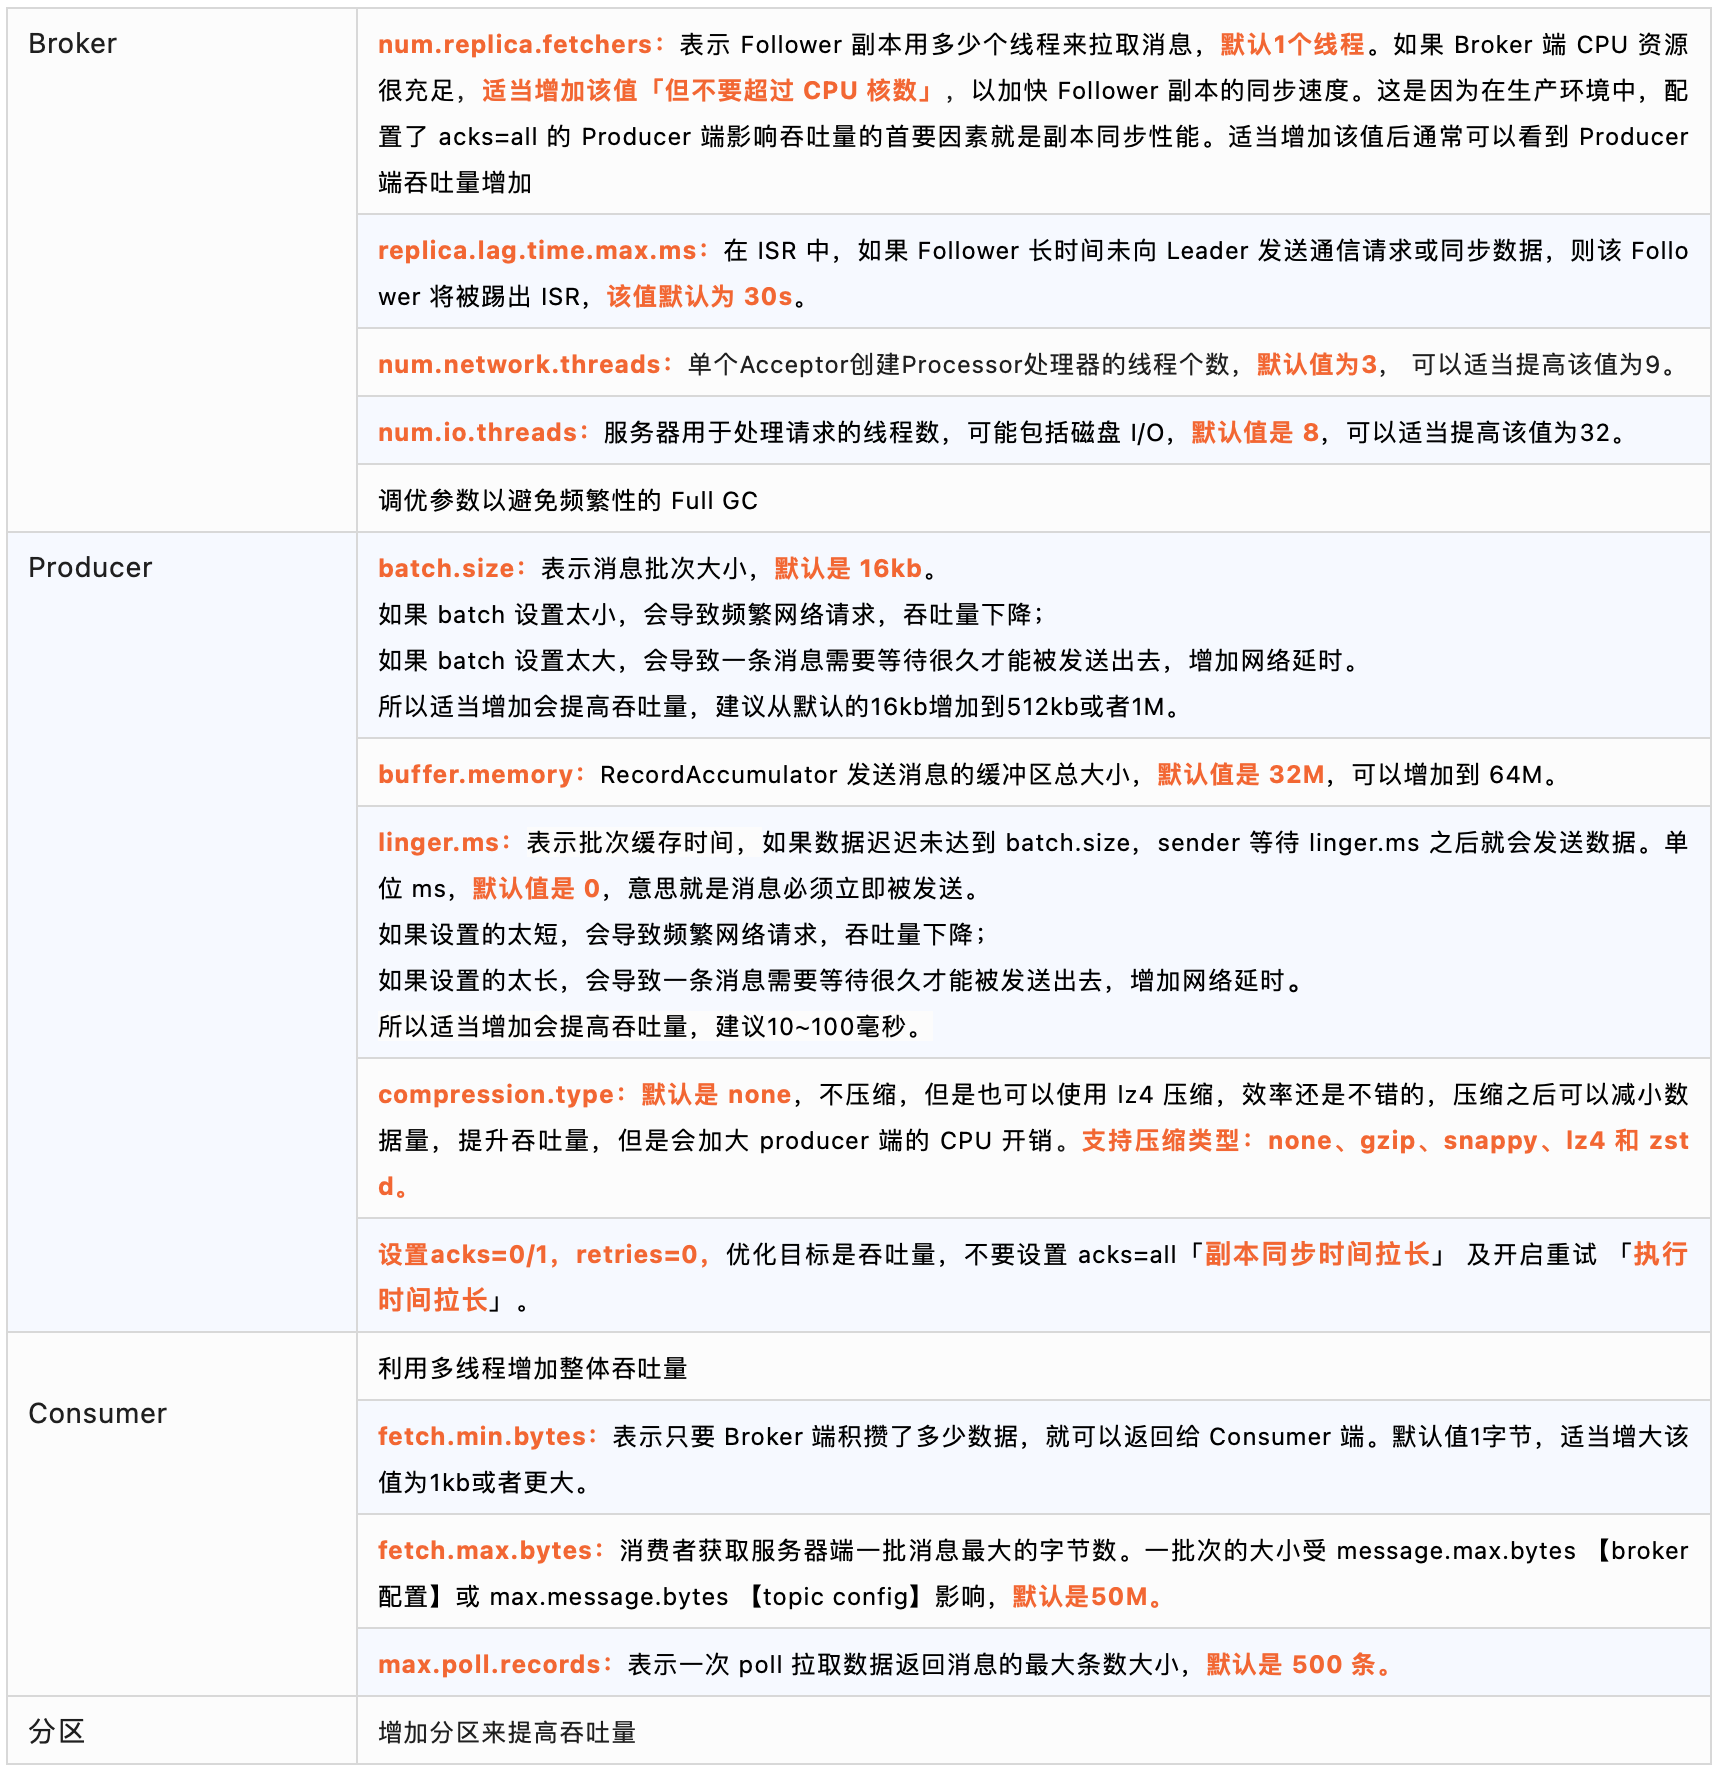 Broker
num.replica.fetchers：表示 Follower 副本用多少个线程来拉取消息，默认1个线程。如果 Broker 端 CPU 资源
很充足，适当增加该值「但不要超过 CPU 核数」，以加快 Follower 副本的同步速度。这是因为在生产环境中，配
置了 acks=all 的 Producer 端影响吞吐量的首要因素就是副本同步性能。适当增加该值后通常可以看到 Producer
端吞吐量增加
replica.lag.time.max.ms：在 ISR 中，如果 Follower 长时间未向 Leader 发送通信请求或同步数据，则该 Follo
wer 将被踢出 ISR，该值默认为 30s。
num.network.threads：单个Acceptor创建Processor处理器的线程个数，默认值为3， 可以适当提高该值为9。
num.io.threads：服务器用于处理请求的线程数，可能包括磁盘 I/O，默认值是 8，可以适当提高该值为32。
调优参数以避免频繁性的 Full GC
Producer
batch.size：表示消息批次大小，默认是 16kb。
如果 batch 设置太小，会导致频繁网络请求，吞吐量下降；
如果 batch 设置太大，会导致一条消息需要等待很久才能被发送出去，增加网络延时。
所以适当增加会提高吞吐量，建议从默认的16kb增加到512kb或者1M。
buffer.memory：RecordAccumulator 发送消息的缓冲区总大小，默认值是 32M，可以增加到 64M。
linger.ms：表示批次缓存时间，如果数据迟迟未达到 batch.size，sender 等待 linger.ms 之后就会发送数据。单
位 ms，默认值是 0，意思就是消息必须立即被发送。
如果设置的太短，会导致频繁网络请求，吞吐量下降；
如果设置的太长，会导致一条消息需要等待很久才能被发送出去，增加网络延时。
所以适当增加会提高吞吐量，建议10~100毫秒。
compression.type：默认是 none，不压缩，但是也可以使用 lz4 压缩，效率还是不错的，压缩之后可以减小数
据量，提升吞吐量，但是会加大 producer 端的 CPU 开销。支持压缩类型：none、gzip、snappy、lz4 和 zst
d。
设置acks=0/1，retries=0，优化目标是吞吐量，不要设置 acks=all「副本同步时间拉长」 及开启重试 「执行
时间拉长」。
Consumer
利用多线程增加整体吞吐量
fetch.min.bytes：表示只要 Broker 端积攒了多少数据，就可以返回给 Consumer 端。默认值1字节，适当增大该
值为1kb或者更大。
fetch.max.bytes：消费者获取服务器端一批消息最大的字节数。一批次的大小受 message.max.bytes 【broker
配置】或 max.message.bytes 【topic config】影响，默认是50M。
max.poll.records：表示一次 poll 拉取数据返回消息的最大条数大小，默认是 500 条。
分区
增加分区来提高吞吐量